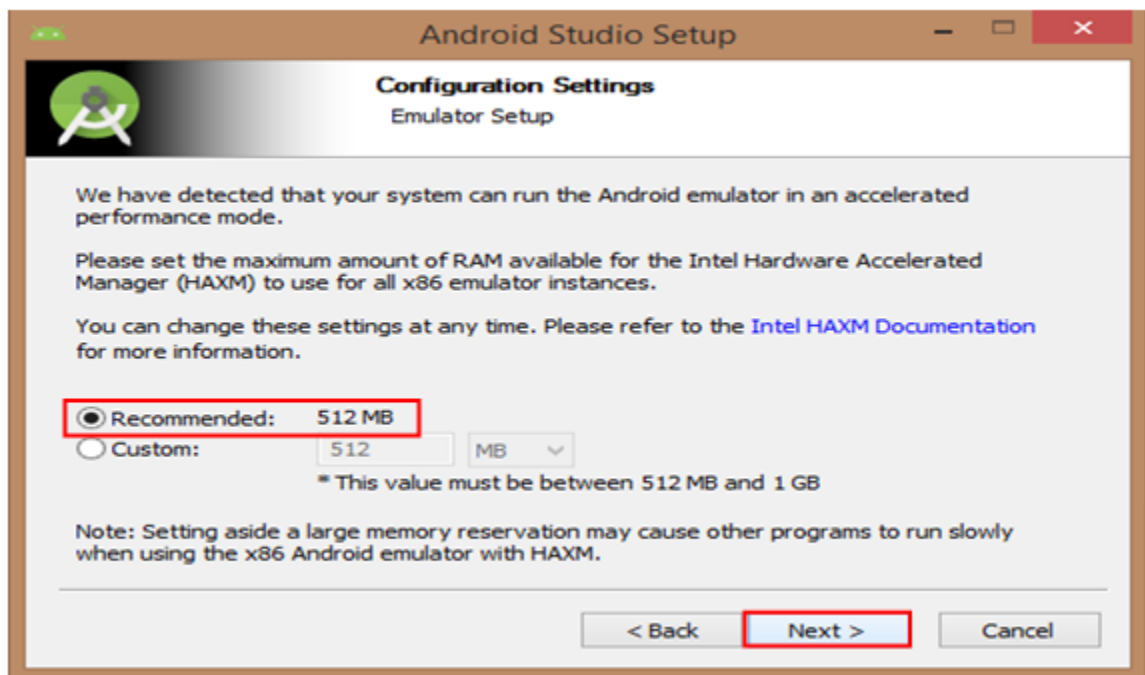 Android Studio Setup
Configuration Settings
Emulator Setup
We have detected that your system can run the Android emulator in an accelerated
performance mode.
Please set the maximum amount of RAM available for the Intel Hardware Accelerated
Manager (HAXM) to use for all x86 emulator instances.
You can change these settings at any time. Please refer to the Intel HAXM Documentation
for more information.
Recommended: 512 MB
Custom: 512 MB
* This value must be between 512 MB and 1 GB
Note: Setting aside a large memory reservation may cause other programs to run slowly
when using the x86 Android emulator with HAXM.
< Back Next > Cancel